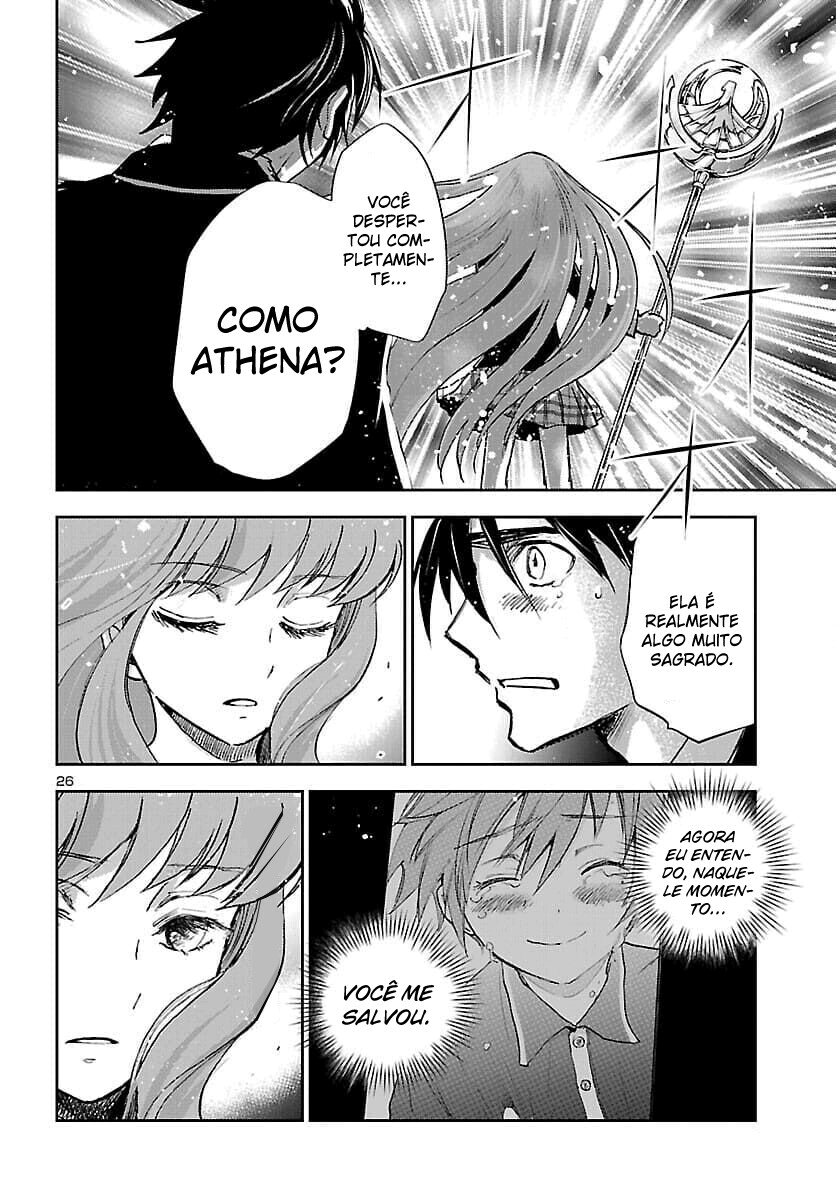 VOCÊ
DESPER-
TOU COM-
PLETAMEN-
TE...
COMO
ATHENA?
ELA É
REALMENTE
ALGO MUITO
SAGRADO.
26
AGORA
EU ENTEN-
DO, NAQUE-
LE MOMEN-
TO...
VOCÊ ME
SALVOU.